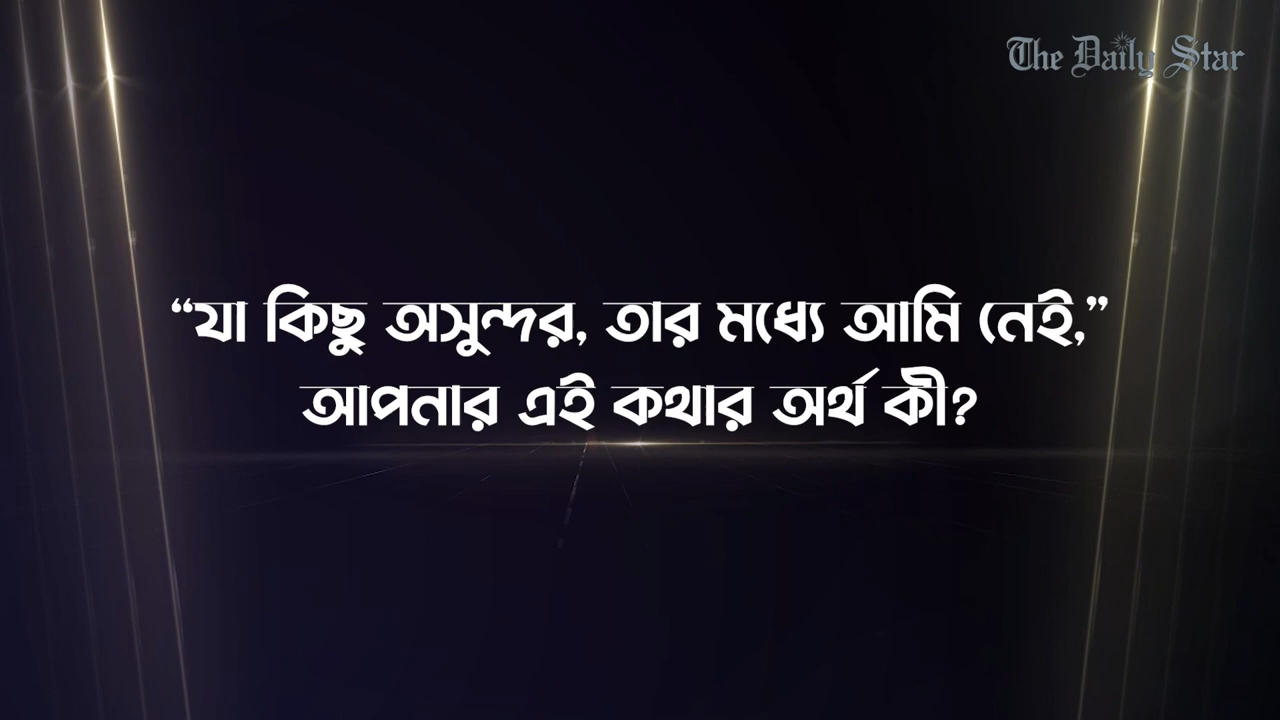 The Daily Star
“যা কিছু অসুন্দর, তার মধ্যে আমি নেই,”
আপনার এই কথার অর্থ কী?